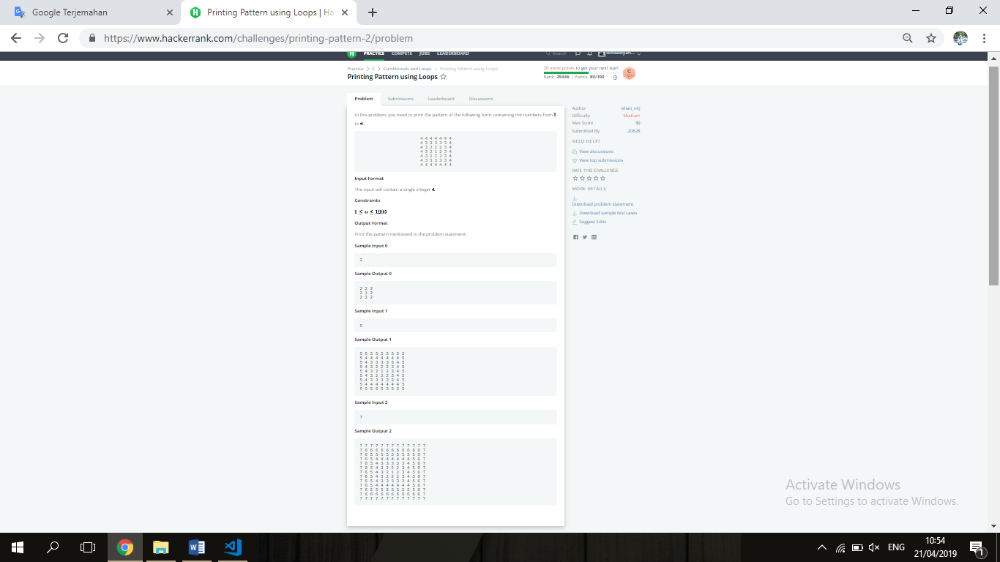 Google Terjemahan
Printing Pattern using Loops | Ha
https://www.hackerrank.com/challenges/printing-pattern-2/problem
PRACTICE COMPETE JOBS LEADERBOARD Search
Practice > C > Conditionals and Loops > Printing Pattern using Loops
Printing Pattern using Loops
20 more points to get your next star!
Rank: 29446 | Points: 80/100
C
Problem Submissions Leaderboard Discussions
In this problem, you need to print the pattern of the following form containing the numbers from 1
to
4 4 4 4 4 4 4
4 3 3 3 3 3 4
4 3 2 2 2 3 4
4 3 2 1 2 3 4
4 3 2 2 2 3 4
4 3 3 3 3 3 4
4 4 4 4 4 4 4
Input Format
The input will contain a single integer
Constraints
1 ≤ n ≤ 1000
Output Format
Print the pattern mentioned in the problem statement.
Sample Input 0
2
Sample Output 0
2 2 2
2 1 2
2 2 2
Sample Input 1
5
Sample Output 1
5 5 5 5 5 5 5 5 5
5 4 4 4 4 4 4 4 5
5 4 3 3 3 3 3 4 5
5 4 3 2 2 2 3 4 5
5 4 3 2 1 2 3 4 5
5 4 3 2 2 2 3 4 5
5 4 3 3 3 3 3 4 5
5 4 4 4 4 4 4 4 5
5 5 5 5 5 5 5 5 5
Sample Input 2
7
Sample Output 2
7 7 7 7 7 7 7 7 7 7 7 7 7
7 6 6 6 6 6 6 6 6 6 6 6 7
7 6 5 5 5 5 5 5 5 5 5 6 7
7 6 5 4 4 4 4 4 4 4 5 6 7
7 6 5 4 3 3 3 3 3 4 5 6 7
7 6 5 4 3 2 2 2 3 4 5 6 7
7 6 5 4 3 2 1 2 3 4 5 6 7
7 6 5 4 3 2 2 2 3 4 5 6 7
7 6 5 4 3 3 3 3 3 4 5 6 7
7 6 5 4 4 4 4 4 4 4 5 6 7
7 6 5 5 5 5 5 5 5 5 5 6 7
7 6 6 6 6 6 6 6 6 6 6 6 7
7 7 7 7 7 7 7 7 7 7 7 7 7
Author ishan_mkj
Difficulty Medium
Max Score 30
Submitted By 20628
NEED HELP?
View discussions
View top submissions
RATE THIS CHALLENGE
MORE DETAILS
Download problem statement
Download sample test cases
Suggest Edits
Activate Windows
Go to Settings to activate Windows.
ENG
10:54
21/04/2019
1